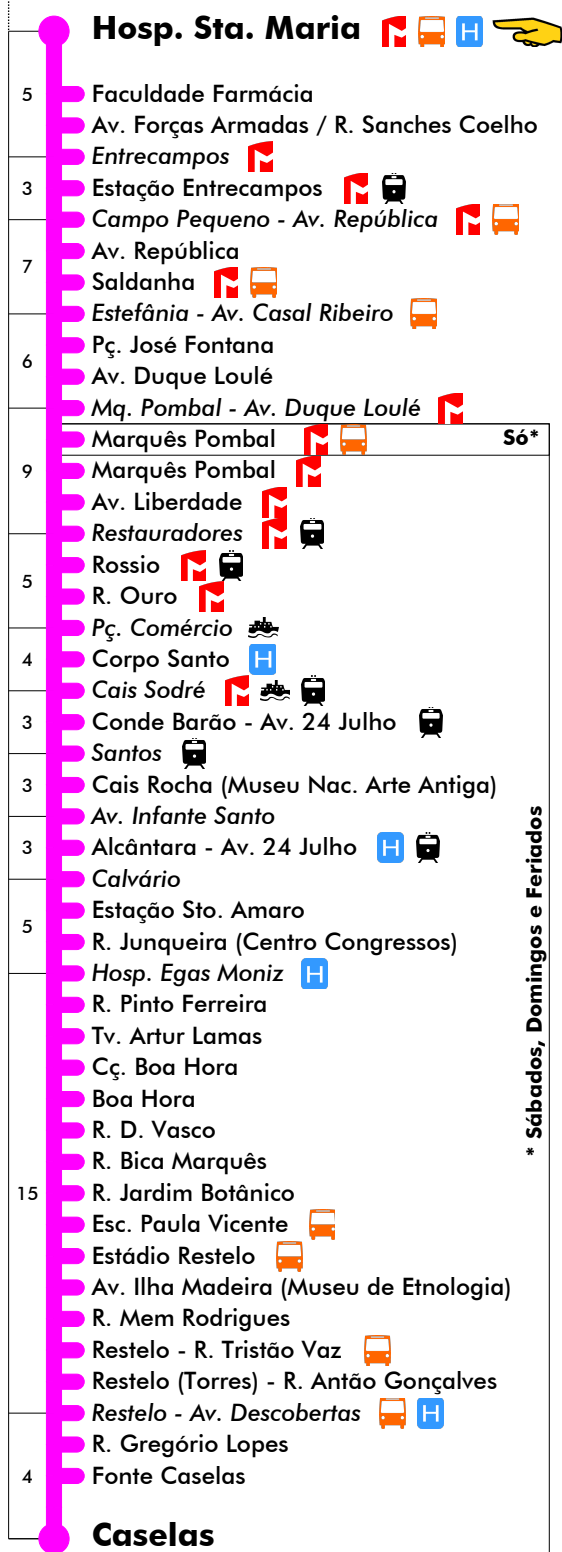 Hosp. Sta. Maria H
5
Faculdade Farmácia
Av. Forças Armadas / R. Sanches Coelho
Entrecampos
3
Estação Entrecampos
Campo Pequeno - Av. República
Av. República
7
Saldanha
Estefânia - Av. Casal Ribeiro
Pç. José Fontana
6
Av. Duque Loulé
Mq. Pombal - Av. Duque Loulé
Marquês Pombal Só*
9
Marquês Pombal
Av. Liberdade
Restauradores
Rossio
5
R. Ouro
Pç. Comércio
4
Corpo Santo H
Cais Sodré
3
Conde Barão - Av. 24 Julho
Santos
3
Cais Rocha (Museu Nac. Arte Antiga)
Av. Infante Santo
3
Alcântara - Av. 24 Julho H
Calvário
Estação Sto. Amaro
5
R. Junqueira (Centro Congressos)
Hosp. Egas Moniz H
R. Pinto Ferreira
Tv. Artur Lamas
Cç. Boa Hora
Boa Hora
R. D. Vasco
R. Bica Marquês
15
R. Jardim Botânico
Esc. Paula Vicente
Estádio Restelo
Av. Ilha Madeira (Museu de Etnologia)
R. Mem Rodrigues
Restelo - R. Tristão Vaz
Restelo (Torres) - R. Antão Gonçalves
Restelo - Av. Descobertas H
R. Gregório Lopes
4
Fonte Caselas
Caselas
* Sábados, Domingos e Feriados